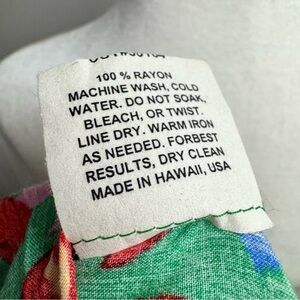 100 % RAYON
MACHINE WASH, COLD
WATER. DO NOT SOAK,
BLEACH, OR TWIST.
LINE DRY. WARM IRON
AS NEEDED. FORBEST
RESULTS, DRY CLEAN
MADE IN HAWAII, USA